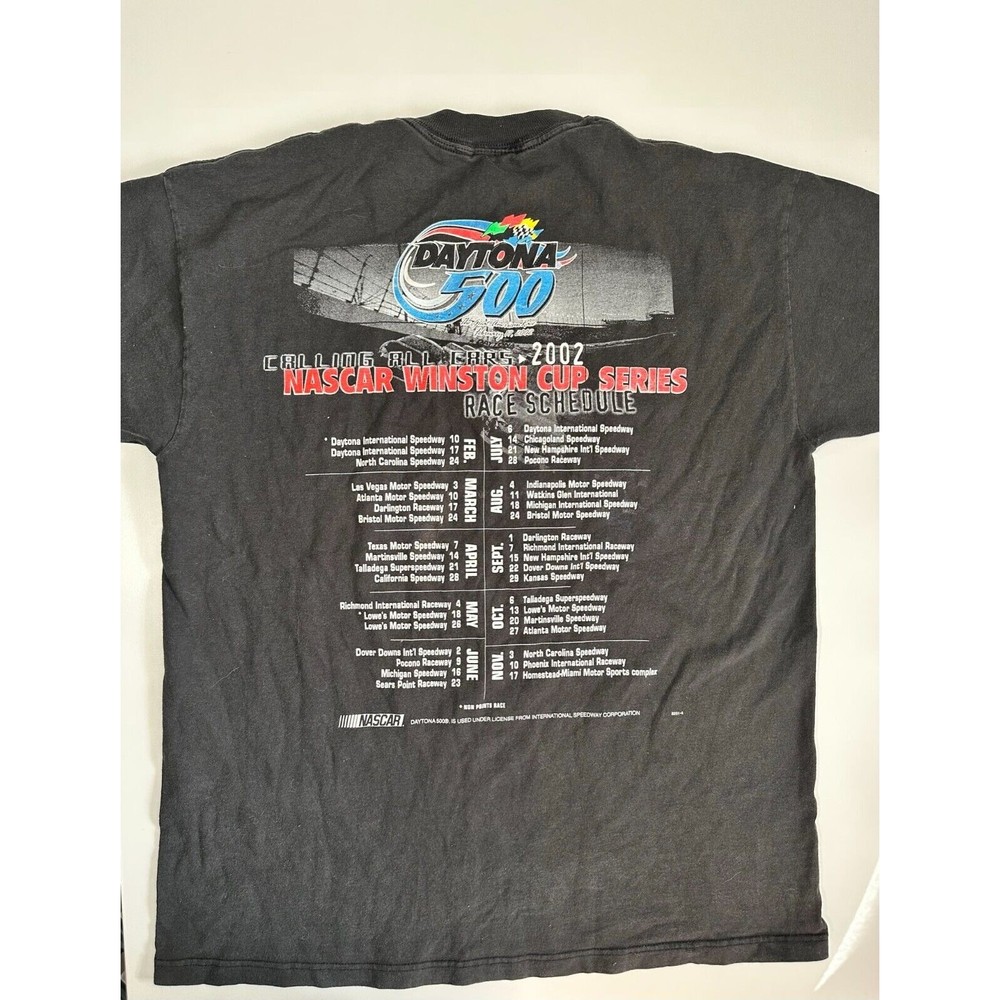 DAYTONA
500
CALLING ALL CARS 2002
NASCAR WINSTON CUP SERIES
RACE SCHEDULE
FEB.
* Daytona International Speedway 10
Daytona International Speedway 17
North Carolina Speedway 24
MARCH
Las Vegas Motor Speedway 3
Atlanta Motor Speedway 10
Darlington Raceway 17
Bristol Motor Speedway 24
APRIL
Texas Motor Speedway 7
Martinsville Speedway 14
Talladega Superspeedway 21
California Speedway 28
MAY
Richmond International Raceway 4
* Lowe's Motor Speedway 18
Lowe's Motor Speedway 26
JUNE
Dover Downs Int'l Speedway 2
Pocono Raceway 9
Michigan Speedway 16
Sears Point Raceway 23
JULY
6 Daytona International Speedway
14 Chicagoland Speedway
21 New Hampshire Int'l Speedway
28 Pocono Raceway
AUG.
4 Indianapolis Motor Speedway
11 Watkins Glen International
18 Michigan International Speedway
24 Bristol Motor Speedway
SEPT.
1 Darlington Raceway
7 Richmond International Raceway
15 New Hampshire Int'l Speedway
22 Dover Downs Int'l Speedway
29 Kansas Speedway
OCT.
6 Talladega Superspeedway
13 Lowe's Motor Speedway
20 Martinsville Speedway
27 Atlanta Motor Speedway
NOV.
3 North Carolina Speedway
10 Phoenix International Raceway
17 Homestead-Miami Motor Sports complex
* NON POINTS RACE
NASCAR DAYTONA 500®. IS USED UNDER LICENSE FROM INTERNATIONAL SPEEDWAY CORPORATION